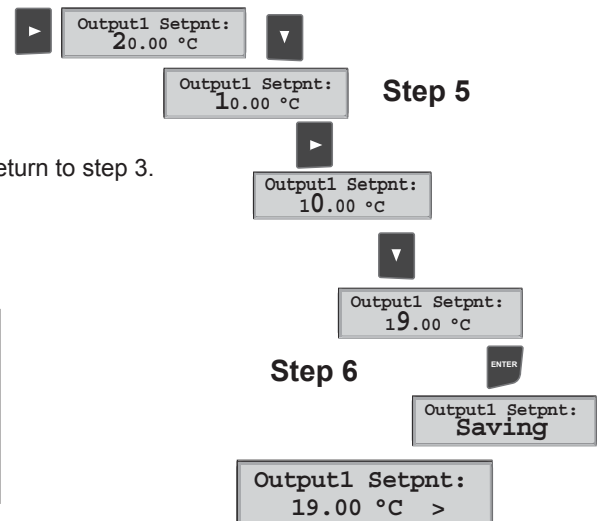 Output1 Setpnt:
20.00 °C
Output1 Setpnt:
10.00 °C
Step 5
eturn to step 3.
Output1 Setpnt:
10.00 °C
Output1 Setpnt:
19.00 °C
Step 6
ENTER
Output1 Setpnt:
Saving
Output1 Setpnt:
19.00 °C >